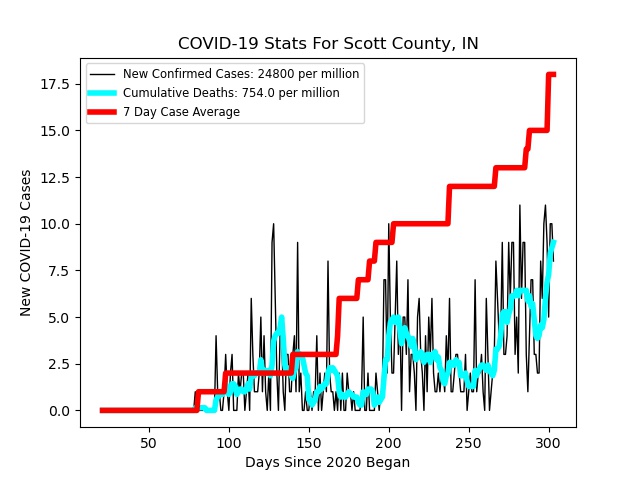 COVID-19 Stats For Scott County, IN
New Confirmed Cases: 24800 per million
Cumulative Deaths: 754.0 per million
7 Day Case Average
New COVID-19 Cases
17.5
15.0
12.5
10.0
7.5
5.0
2.5
0.0
50 100 150 200 250 300
Days Since 2020 Began